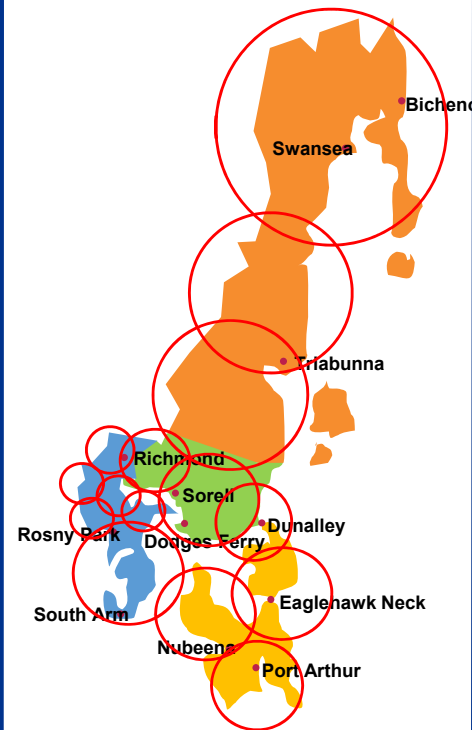 Bicheno
Swansea
Triabunna
Richmond
Sorell
Rosny Park
Dodges Ferry
Dunalley
South Arm
Eaglehawk Neck
Nubeena
Port Arthur